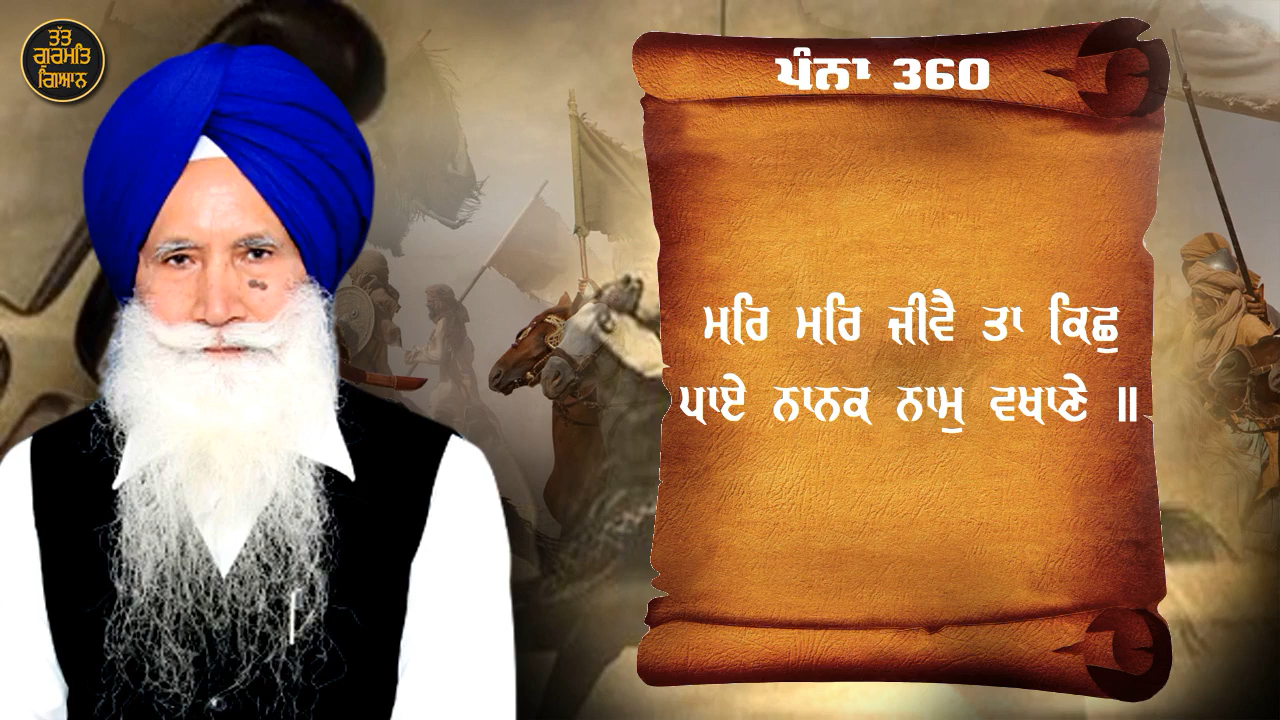 ਤੱਤ
ਗੁਰਮਤਿ
ਗਿਆਨ
ਪੰਨਾ 360
ਮਰਿ ਮਰਿ ਜੀਵੈ ਤਾ ਕਿਛੁ
ਪਾਏ ਨਾਨਕ ਨਾਮੁ ਵਖਾਣੇ ॥